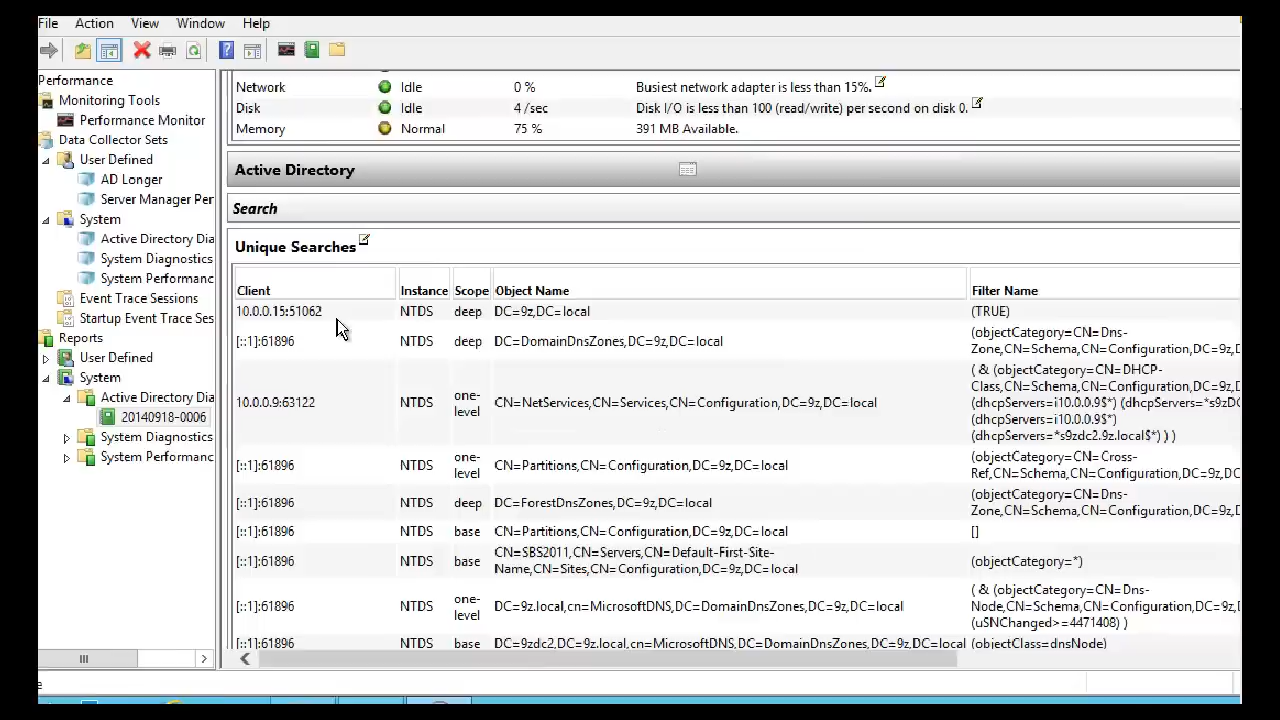 File Action View Window Help
Performance
Monitoring Tools
Performance Monitor
Data Collector Sets
User Defined
AD Longer
Server Manager Per
System
Active Directory Dia
System Diagnostics
System Performanc
Event Trace Sessions
Startup Event Trace Ses
Reports
User Defined
System
Active Directory Dia
20140918-0006
System Diagnostics
System Performanc
Network Idle 0 % Busiest network adapter is less than 15%.
Disk Idle 4 /sec Disk I/O is less than 100 (read/write) per second on disk 0.
Memory Normal 75 % 391 MB Available.
Active Directory
Search
Unique Searches
Client Instance Scope Object Name Filter Name
10.0.0.15:51062 NTDS deep DC=9z,DC=local (TRUE)
[::1]:61896 NTDS deep DC=DomainDnsZones,DC=9z,DC=local
(objectCategory=CN=Dns-
Zone,CN=Schema,CN=Configuration,DC=9z,D
10.0.0.9:63122 NTDS one-
level
CN=NetServices,CN=Services,CN=Configuration,DC=9z,DC=local
( & (objectCategory=CN=DHCP-
Class,CN=Schema,CN=Configuration,DC=9z,
(dhcpServers=i10.0.0.9$*) (dhcpServers=*s9zDC
(dhcpServers=i10.0.0.9$*)
(dhcpServers=*s9zdc2.9z.local$*) ) )
[::1]:61896 NTDS one-
level
CN=Partitions,CN=Configuration,DC=9z,DC=local
(objectCategory=CN=Cross-
Ref,CN=Schema,CN=Configuration,DC=9z,DC
[::1]:61896 NTDS deep DC=ForestDnsZones,DC=9z,DC=local
(objectCategory=CN=Dns-
Zone,CN=Schema,CN=Configuration,DC=9z,D
[::1]:61896 NTDS base CN=Partitions,CN=Configuration,DC=9z,DC=local []
[::1]:61896 NTDS base CN=SBS2011,CN=Servers,CN=Default-First-Site-
Name,CN=Sites,CN=Configuration,DC=9z,DC=local
(objectCategory=*)
[::1]:61896 NTDS one-
level
DC=9z.local,cn=MicrosoftDNS,DC=DomainDnsZones,DC=9z,DC=local
( & (objectCategory=CN=Dns-
Node,CN=Schema,CN=Configuration,DC=9z,
(uSNChanged>=4471408) )
[::1]:61896 NTDS base DC=9zdc2,DC=9z.local,cn=MicrosoftDNS,DC=DomainDnsZones,DC=9z,DC=local (objectClass=dnsNode)